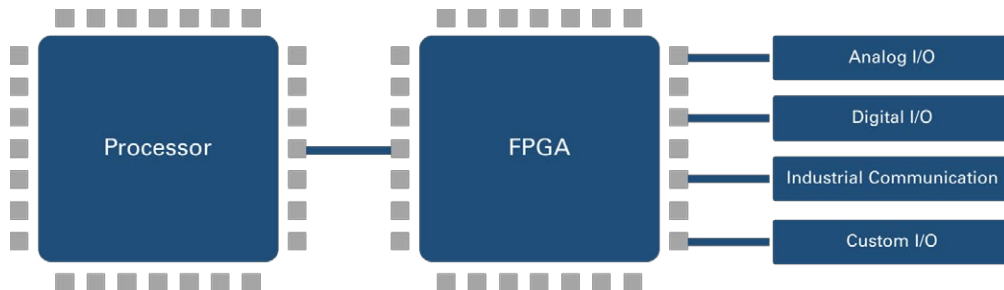 Processor
FPGA
Analog I/O
Digital I/O
Industrial Communication
Custom I/O